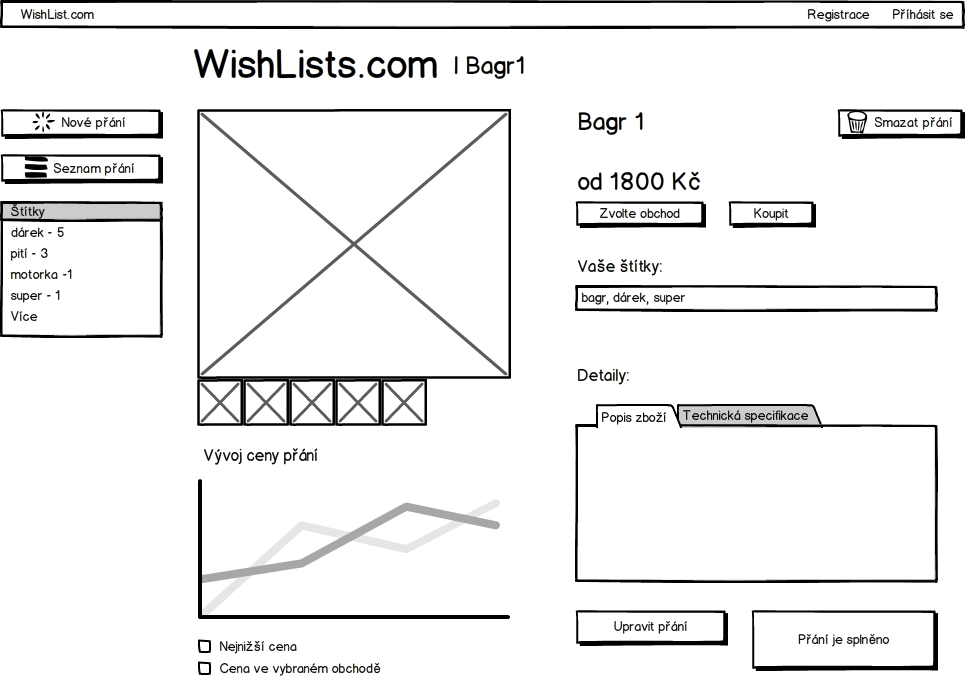 WishList.com
Registrace
Příhásit se
WishLists.com | Bagr1
Nové přání
Seznam přání
Štítky
dárek - 5
pití - 3
motorka -1
super - 1
Více
Vývoj ceny přání
Nejnižší cena
Cena ve vybraném obchodě
Bagr 1
Smazat přání
od 1800 Kč
Zvolte obchod
Koupit
Vaše štítky:
bagr, dárek, super
Detaily:
Popis zboží
Technická specifikace
Upravit přání
Přání je splněno